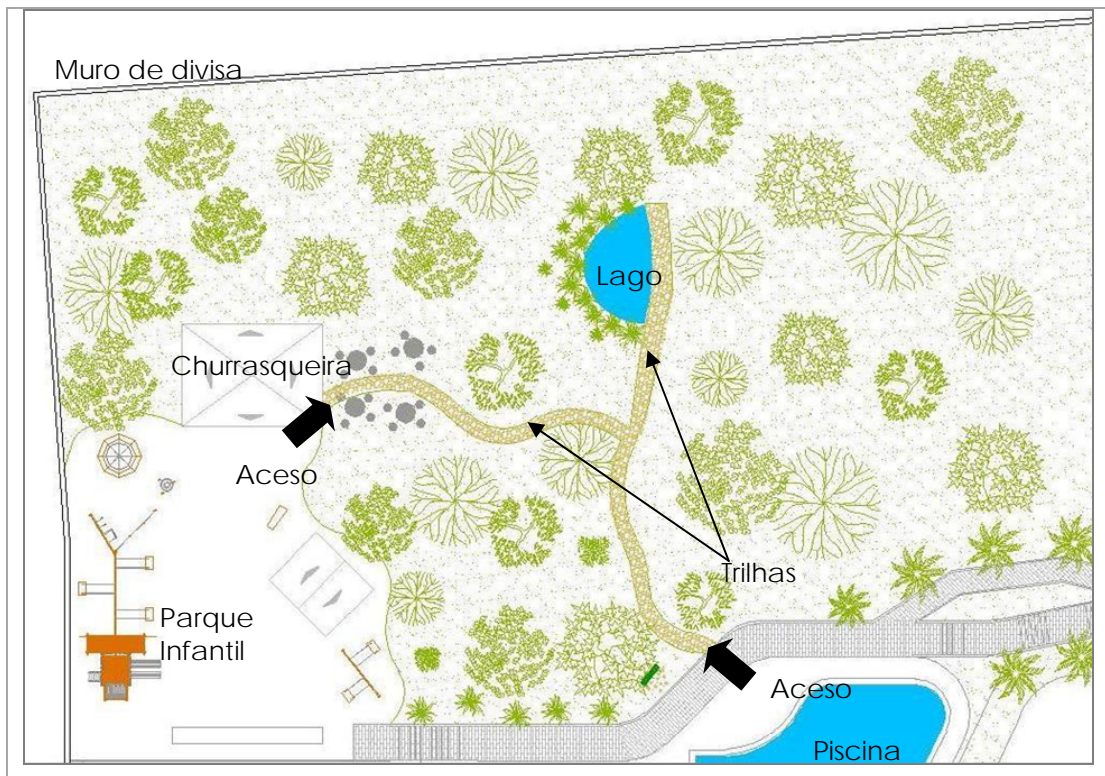 Muro de divisa
Lago
Churrasqueira
Aceso
Trilhas
Parque
Infantil
Aceso
Piscina